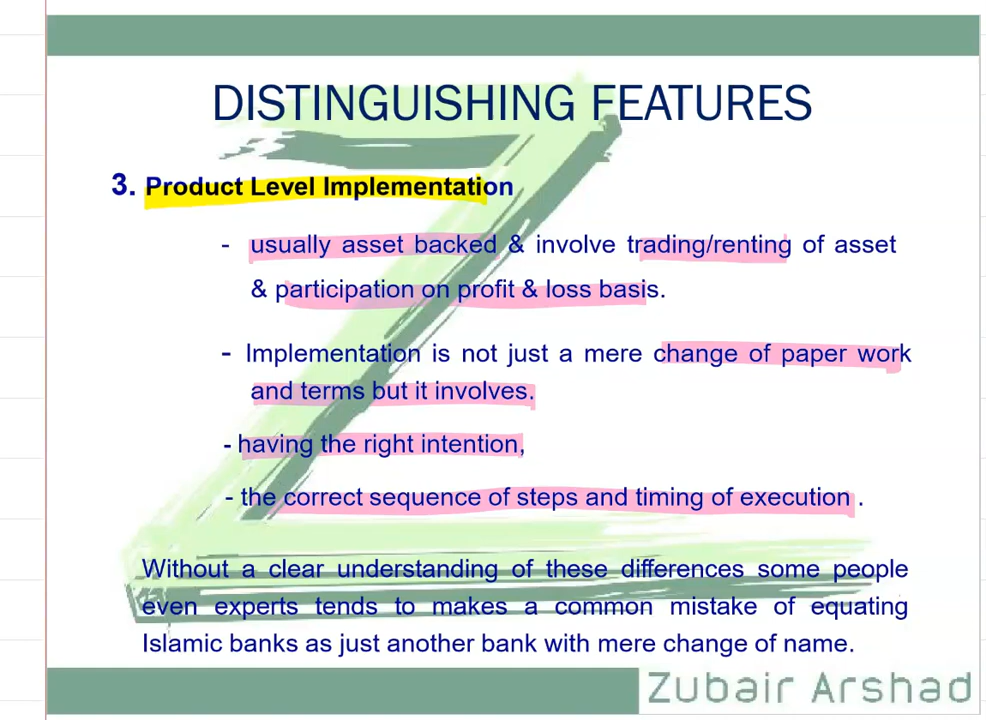 DISTINGUISHING FEATURES
3. Product Level Implementation
- usually asset backed & involve trading/renting of asset
& participation on profit & loss basis.
- Implementation is not just a mere change of paper work
and terms but it involves.
- having the right intention,
- the correct sequence of steps and timing of execution .
Without a clear understanding of these differences some people
even experts tends to makes a common mistake of equating
Islamic banks as just another bank with mere change of name.
Zubair Arshad